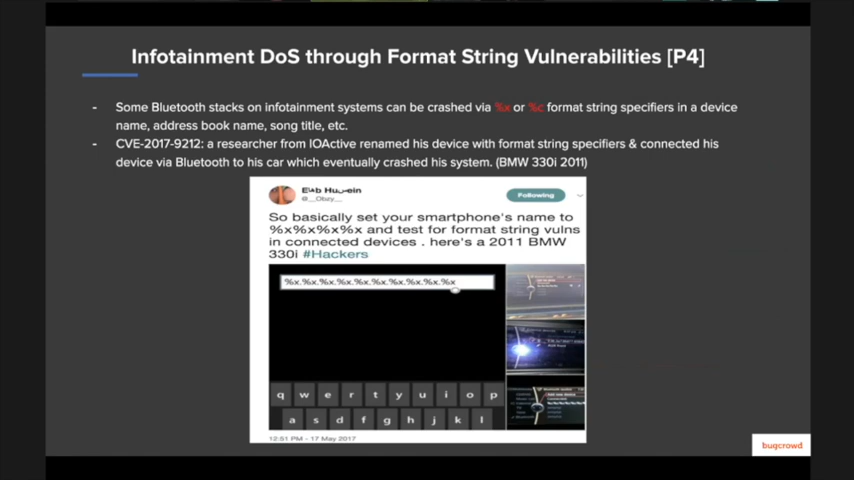 Infotainment DoS through Format String Vulnerabilities [P4]
- Some Bluetooth stacks on infotainment systems can be crashed via %x or %c format string specifiers in a device
name, address book name, song title, etc.
- CVE-2017-9212: a researcher from IOActive renamed his device with format string specifiers & connected his
device via Bluetooth to his car which eventually crashed his system. (BMW 330i 2011)
@__Obzy__
Following
So basically set your smartphone's name to
%x%x%x%x and test for format string vulns
in connected devices . here's a 2011 BMW
330i #Hackers
%x.%x.%x.%x.%x.%x.%x.%x.%x.%x
q w e r t y u i o p
a s d f g h j k l
12:51 PM - 17 May 2017
bugcrowd